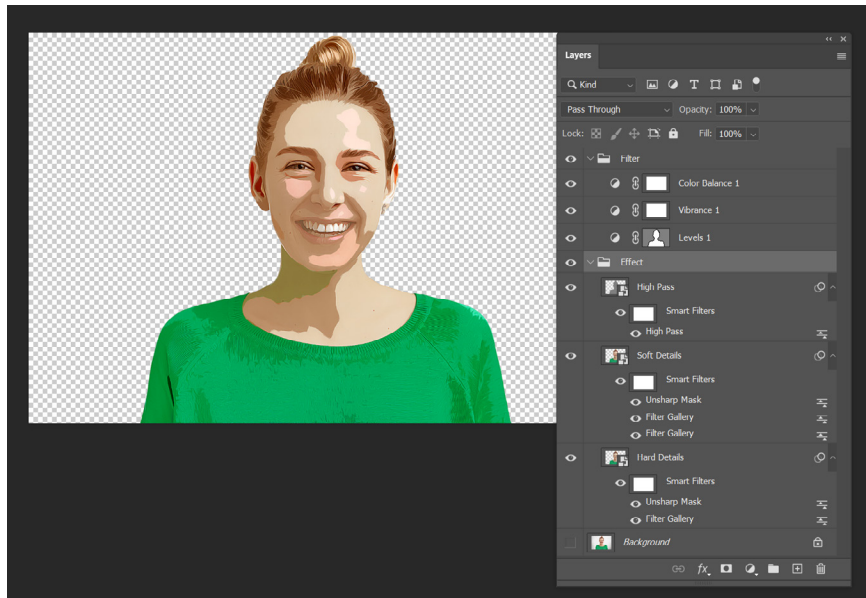 Layers
Kind
Pass Through Opacity: 100%
Lock: Fill: 100%
Filter
Color Balance 1
Vibrance 1
Levels 1
Effect
High Pass
Smart Filters
High Pass
Soft Details
Smart Filters
Unsharp Mask
Filter Gallery
Filter Gallery
Hard Details
Smart Filters
Unsharp Mask
Filter Gallery
Background
fx